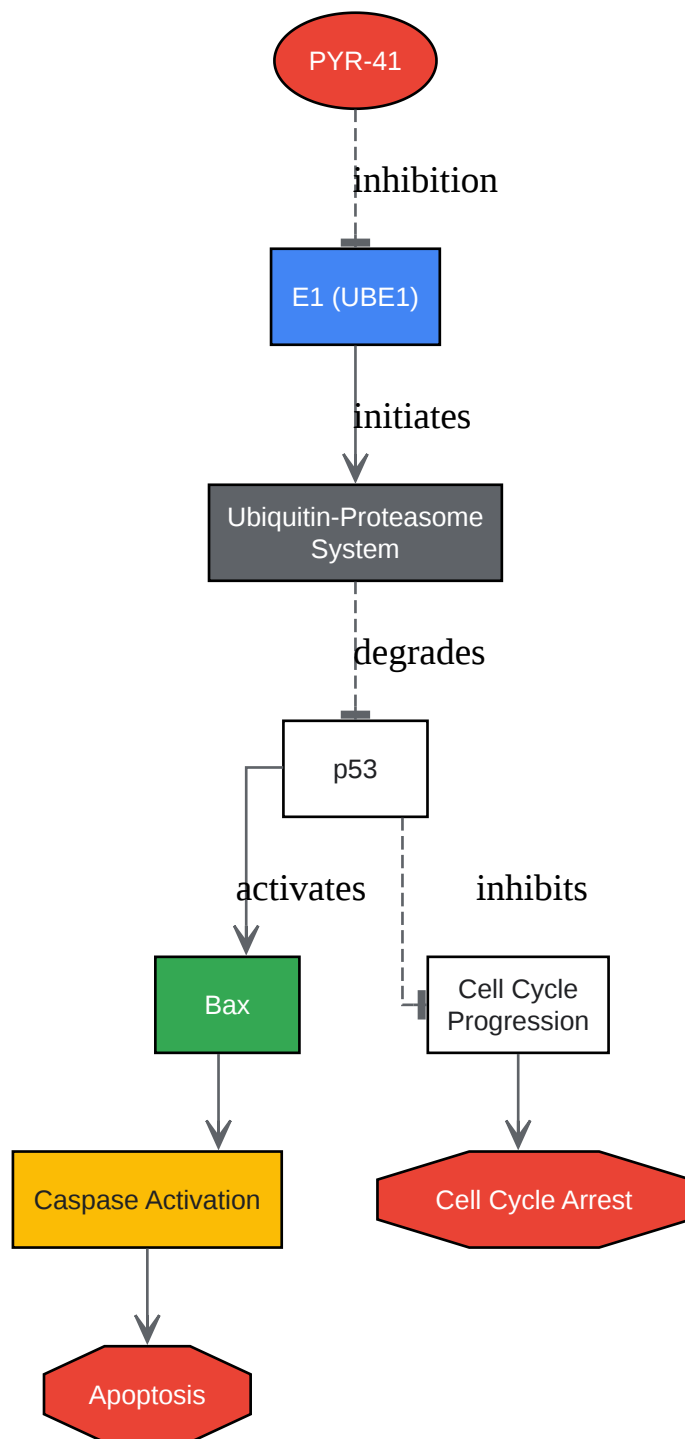 PYR-41
inhibition
E1 (UBE1)
initiates
Ubiquitin-Proteasome
System
degrades
p53
activates
inhibits
Bax
Cell Cycle
Progression
Caspase Activation
Cell Cycle Arrest
Apoptosis